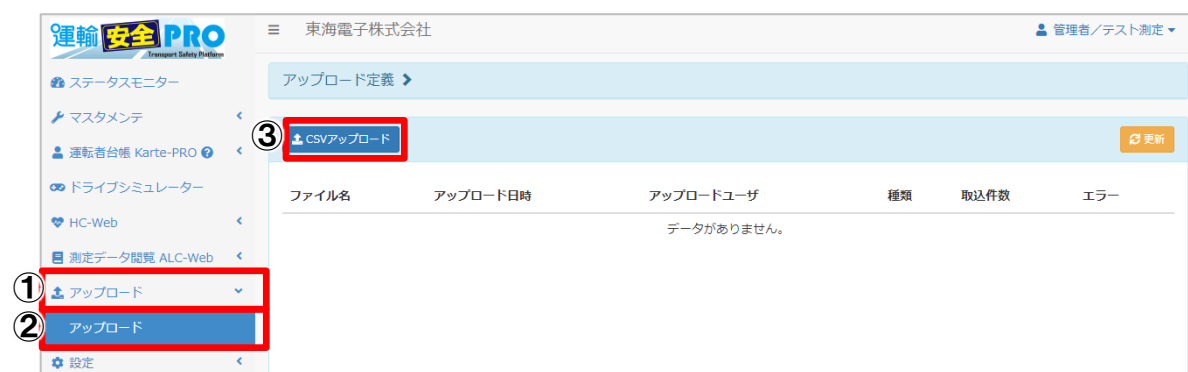 運輸安全PRO
Transport Safety Platform
東海電子株式会社
管理者／テスト測定
ステータスモニター
マスタメンテ
運転者台帳 Karte-PRO
ドライブシミュレーター
HC-Web
測定データ閲覧 ALC-Web
① アップロード
② アップロード
設定
アップロード定義
③ CSVアップロード
更新
ファイル名 アップロード日時 アップロードユーザ 種類 取込件数 エラー
データがありません。